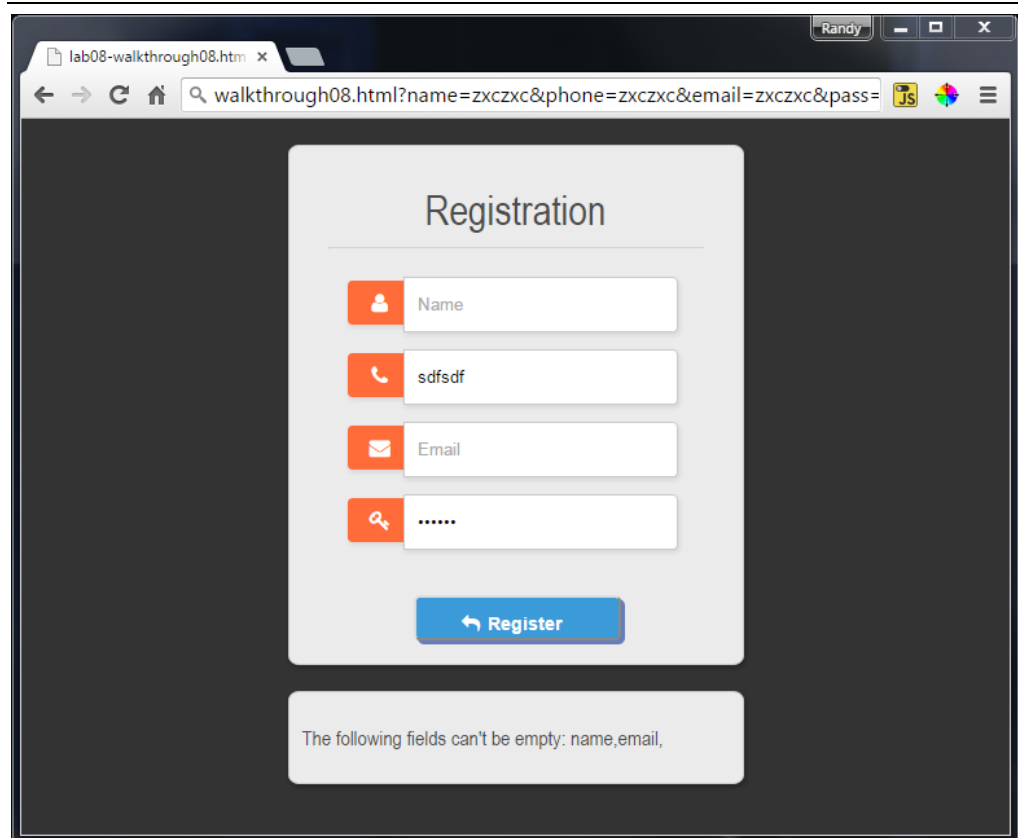 Randy
lab08-walkthrough08.htm
walkthrough08.html?name=zxczxc&phone=zxczxc&email=zxczxc&pass=
JS
Registration
Name
sdfsdf
Email
••••••
Register
The following fields can't be empty: name,email,